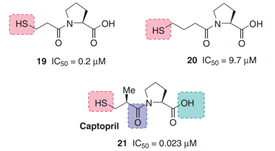 HS N OH HS N OH
O O O O
19 IC50 = 0.2 μM 20 IC50 = 9.7 μM
Me
HS N OH
O O
Captopril
21 IC50 = 0.023 μM